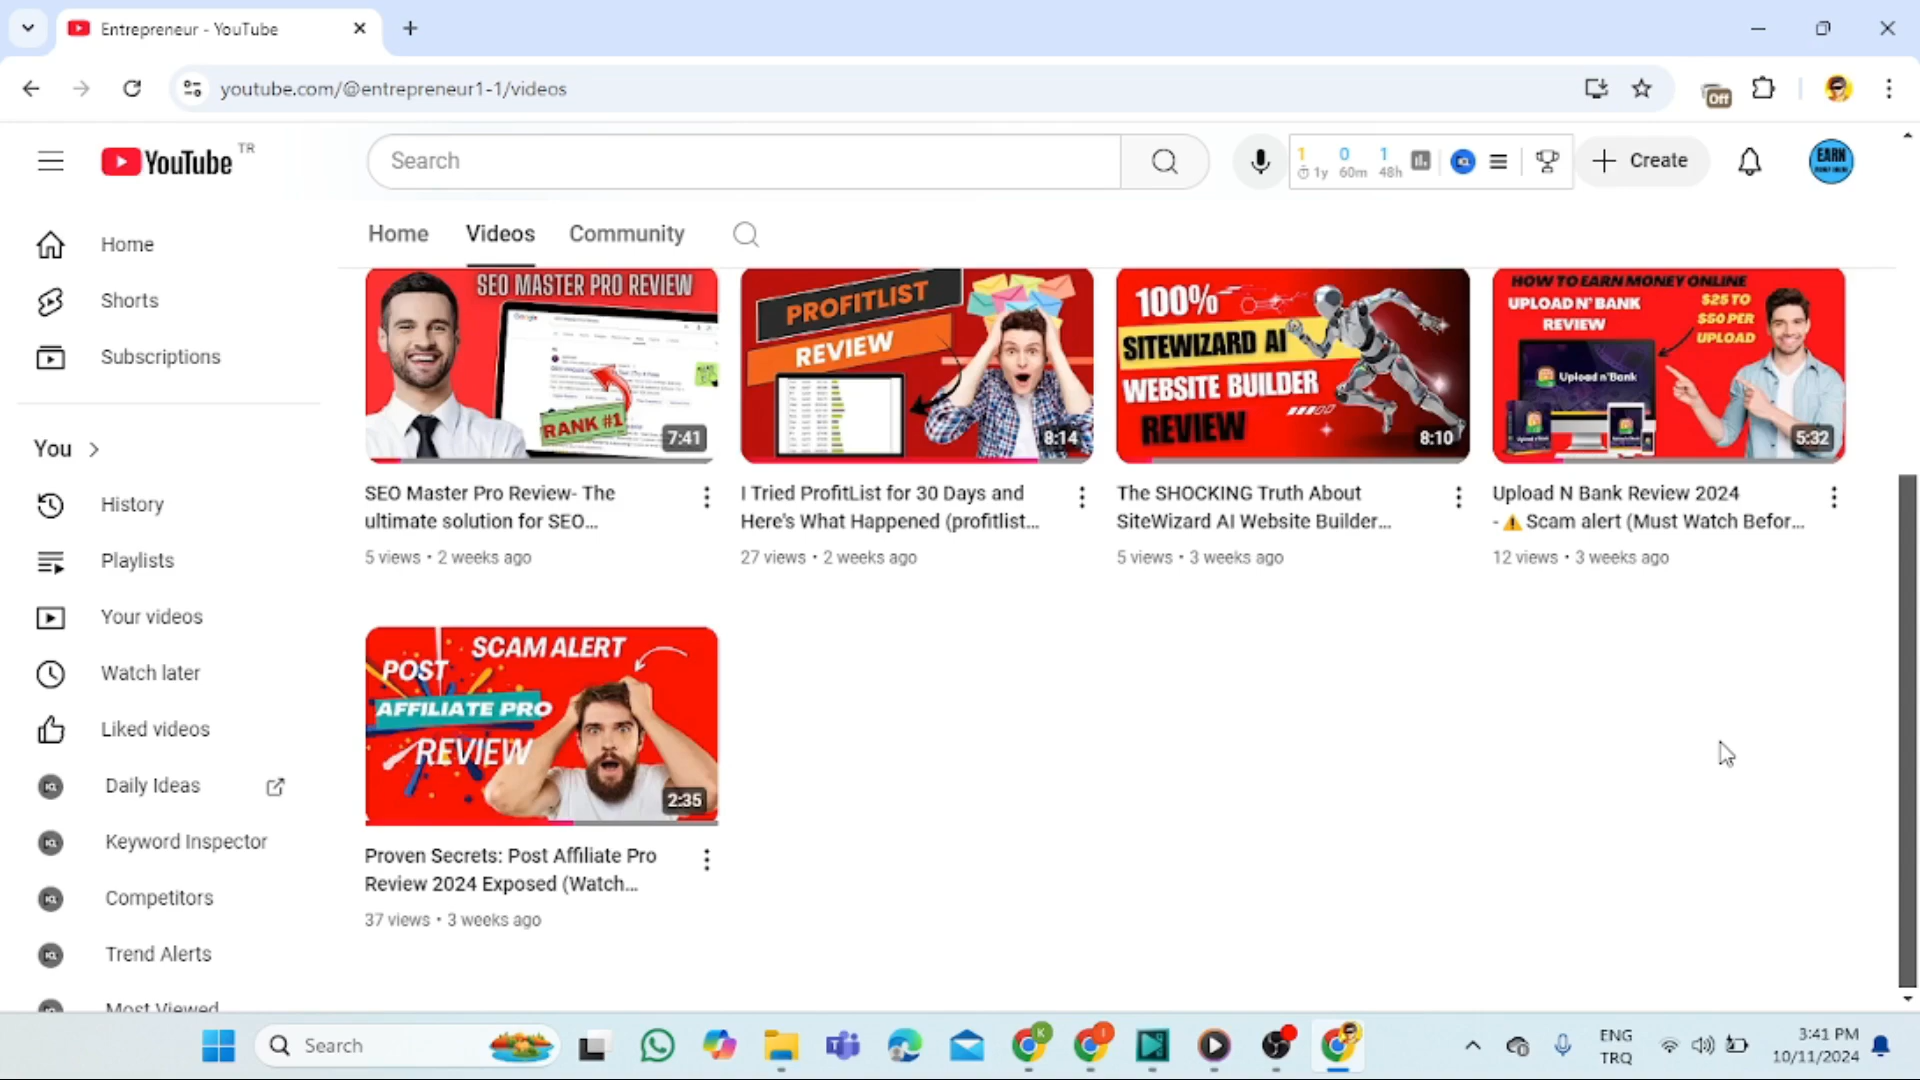 Entrepreneur - YouTube
youtube.com/@entrepreneur1-1/videos
Off
YouTube TR
Search
1 0 1
1y 60m 48h
Create
EARN
Home
Shorts
Subscriptions
You
History
Playlists
Your videos
Watch later
Liked videos
Daily Ideas
Keyword Inspector
Competitors
Trend Alerts
Most Viewed
Home Videos Community
SEO MASTER PRO REVIEW
Google
RANK #1
7:41
SEO Master Pro Review- The
ultimate solution for SEO...
5 views • 2 weeks ago
PROFITLIST
REVIEW
8:14
I Tried ProfitList for 30 Days and
Here's What Happened (profitlist...
27 views • 2 weeks ago
100%
SITEWIZARD AI
WEBSITE BUILDER
REVIEW
8:10
The SHOCKING Truth About
SiteWizard AI Website Builder...
5 views • 3 weeks ago
HOW TO EARN MONEY ONLINE
UPLOAD N' BANK
REVIEW
$25 TO
$50 PER
UPLOAD
Upload n'Bank
5:32
Upload N Bank Review 2024
- ⚠ Scam alert (Must Watch Befor...
12 views • 3 weeks ago
SCAM ALERT
POST
AFFILIATE PRO
REVIEW
2:35
Proven Secrets: Post Affiliate Pro
Review 2024 Exposed (Watch...
37 views • 3 weeks ago
Search
K
I
ENG
TRQ
3:41 PM
10/11/2024